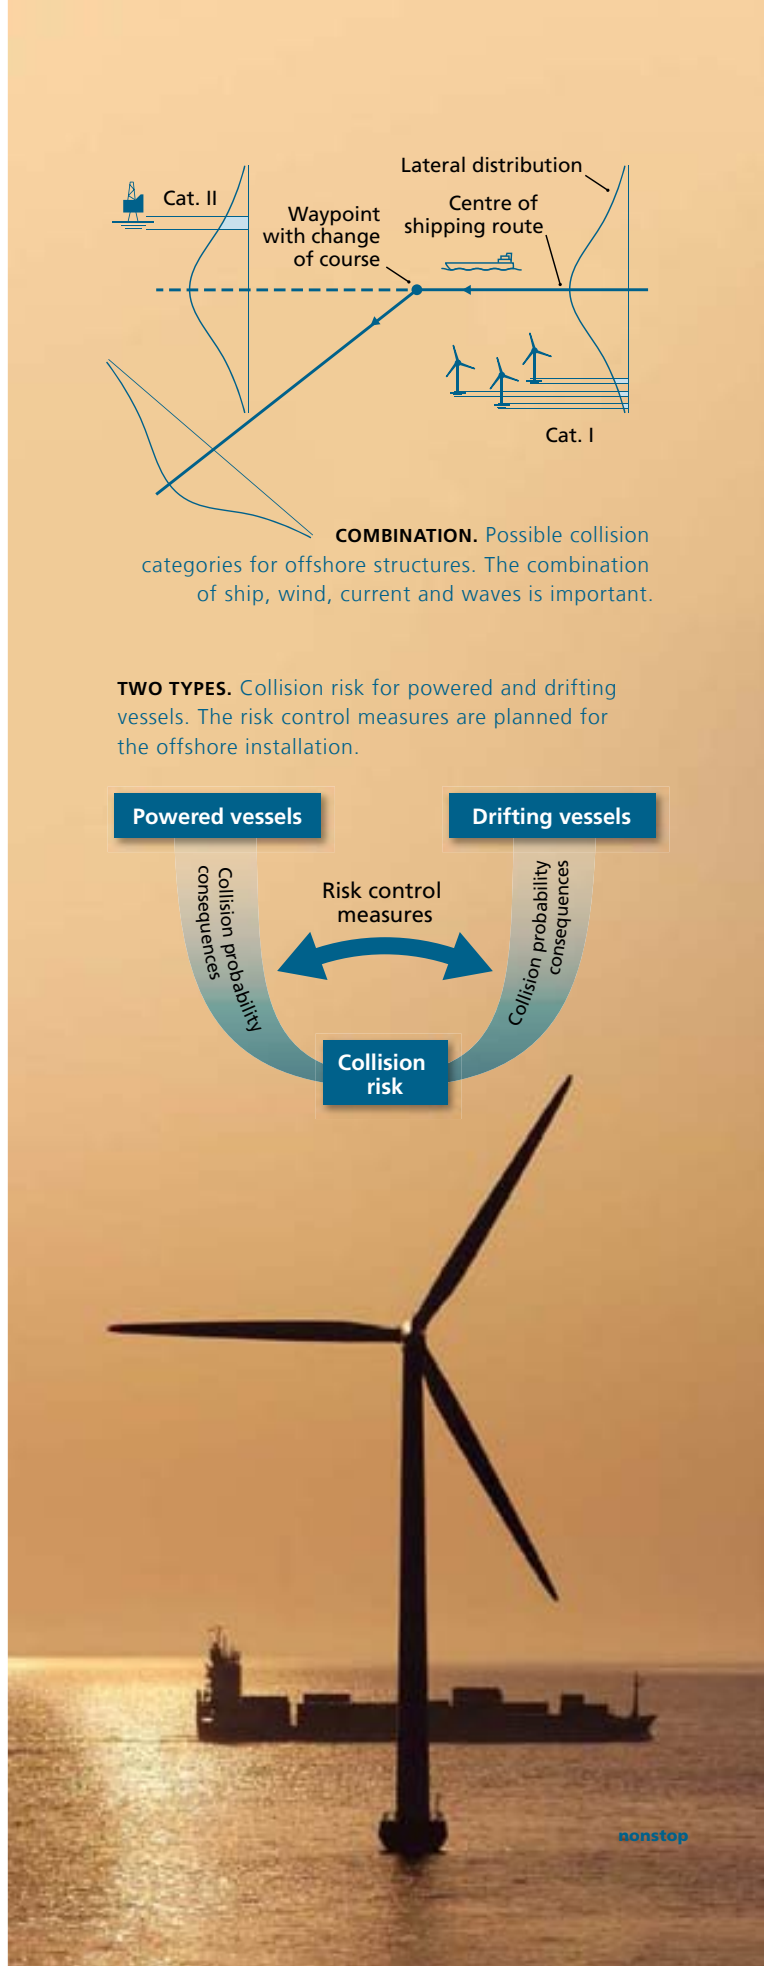 Lateral distribution
Cat. II
Centre of
shipping route
Waypoint
with change
of course
Cat. I
COMBINATION. Possible collision
categories for offshore structures. The combination
of ship, wind, current and waves is important.
TWO TYPES. Collision risk for powered and drifting
vessels. The risk control measures are planned for
the offshore installation.
Powered vessels
Drifting vessels
Collision probability
consequences
Risk control
measures
Collision probability
consequences
Collision
risk
nonstop